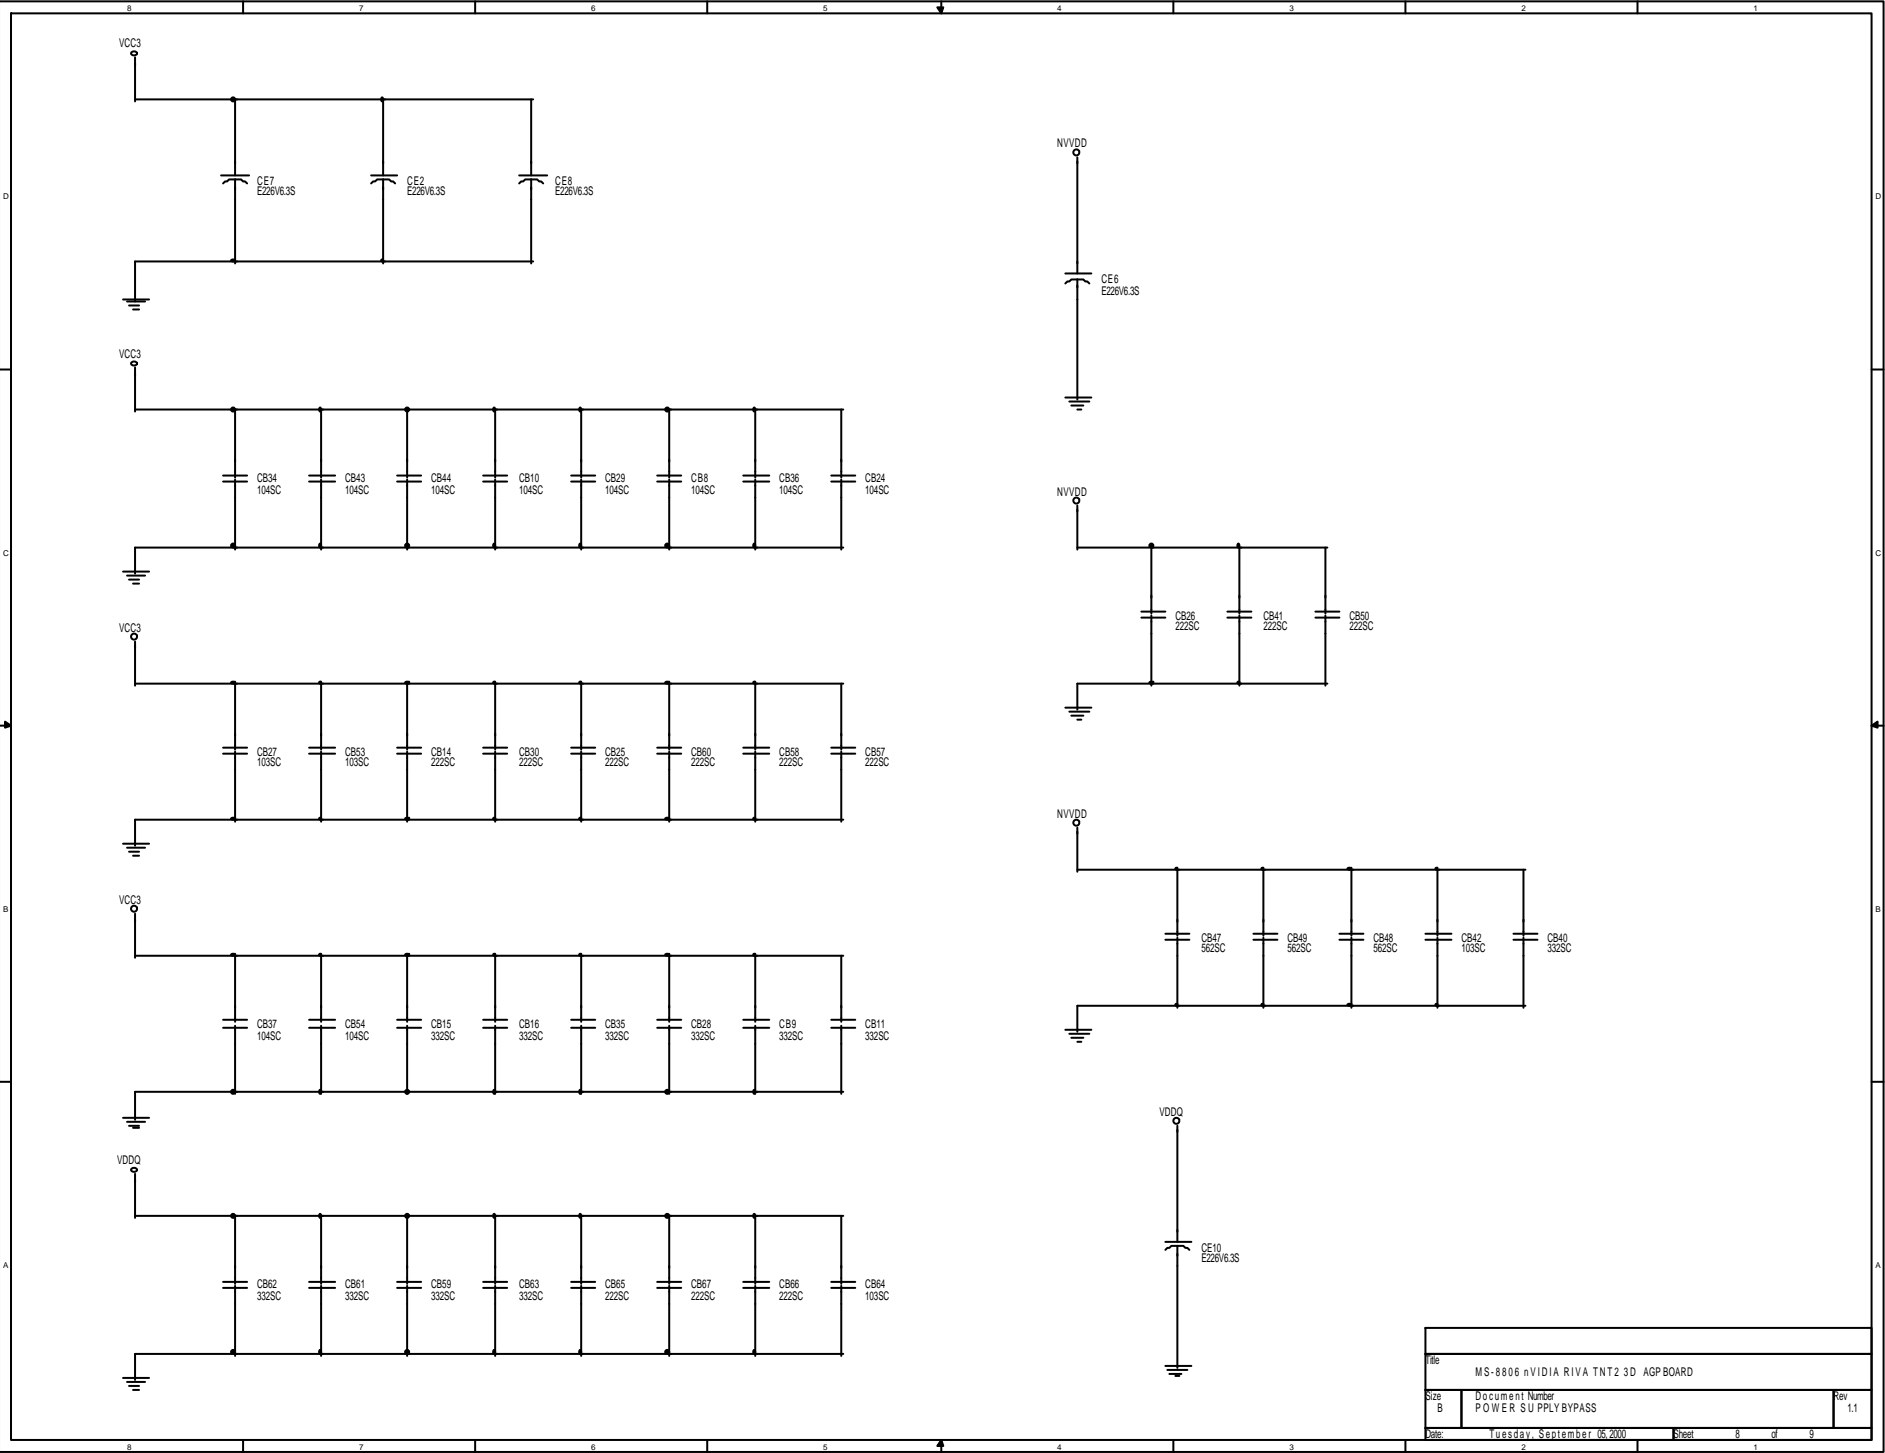 8 7 6 5 4 3 2 1
VCC3
CE7 CE2 CE8
E226V6.3S E226V6.3S E226V6.3S
NVVDD
CE6
E226V6.3S
D D
VCC3
CB34 CB43 CB44 CB10 CB29 CB8 CB36 CB24
104SC 104SC 104SC 104SC 104SC 104SC 104SC 104SC
NVVDD
CB26 CB41 CB50
222SC 222SC 222SC
C C
VCC3
CB27 CB53 CB14 CB30 CB25 CB60 CB58 CB57
103SC 103SC 222SC 222SC 222SC 222SC 222SC 222SC
NVVDD
CB47 CB49 CB48 CB42 CB40
562SC 562SC 562SC 103SC 332SC
B B
VCC3
CB37 CB54 CB15 CB16 CB35 CB28 CB9 CB11
104SC 104SC 332SC 332SC 332SC 332SC 332SC 332SC
VDDQ
CE10
E226V6.3S
VDDQ
CB62 CB61 CB59 CB63 CB65 CB67 CB66 CB64
332SC 332SC 332SC 332SC 222SC 222SC 222SC 103SC
A A
Title
MS-8806 nVIDIA RIVA TNT2 3D AGP BOARD
Size Document Number Rev
B POWER SUPPLY BYPASS 1.1
Date: Tuesday, September 05, 2000 Sheet 8 of 9
8 7 6 5 4 3 2 1